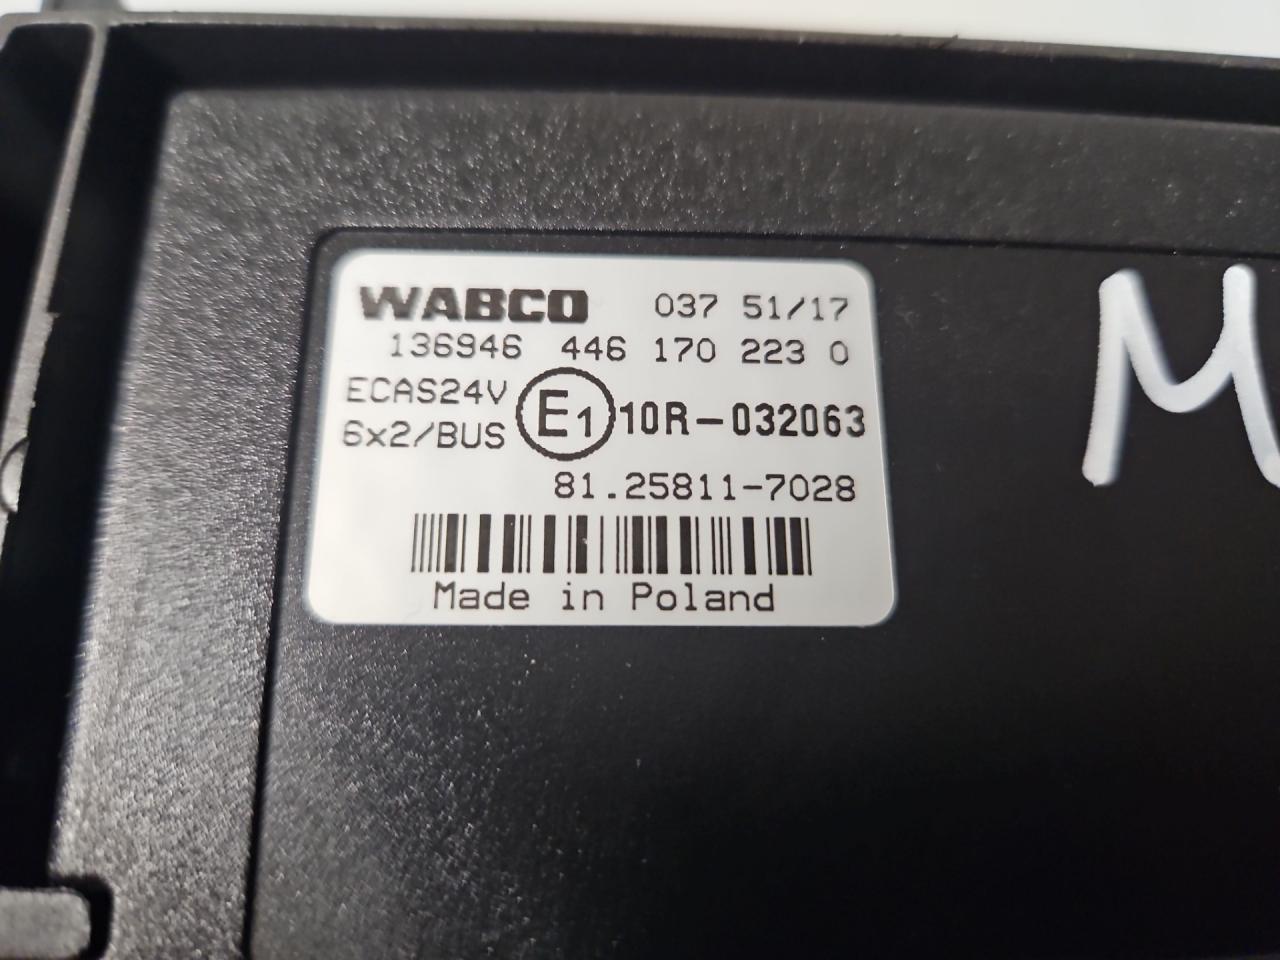 WABCO 037 51/17
136946 446 170 223 0
ECAS24V
6x2/BUS
E1 10R-032063
81.25811-7028
Made in Poland
M